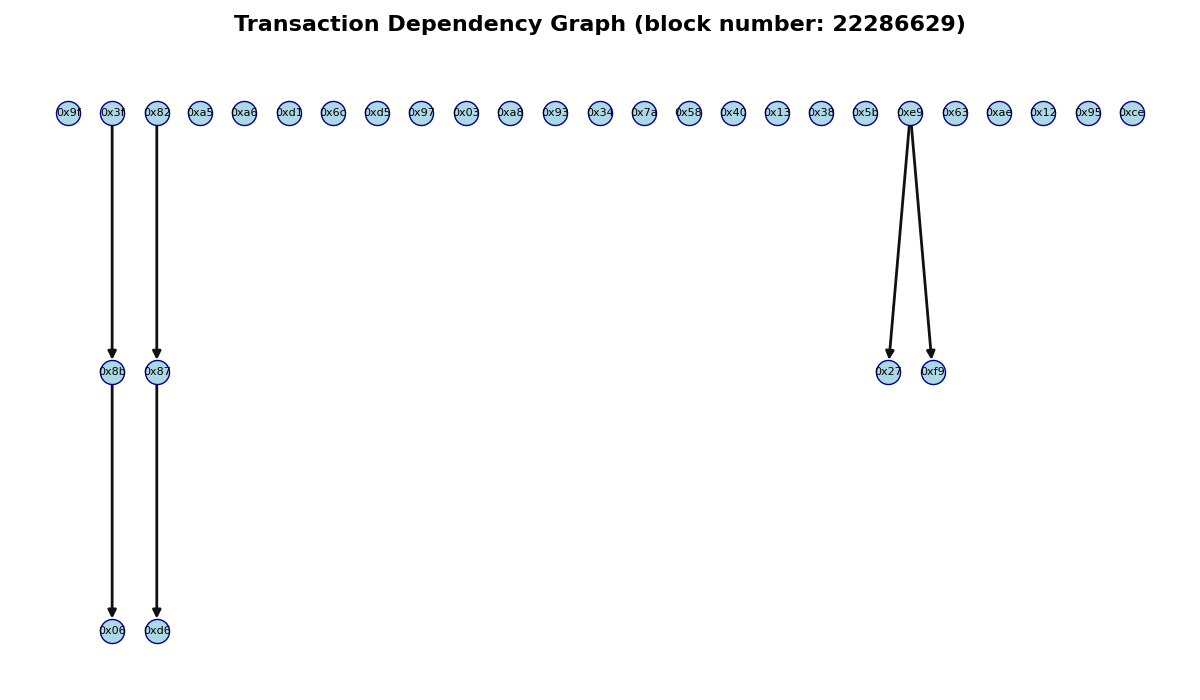 Transaction Dependency Graph (block number: 22286629)
0x9f 0x3f 0x82 0xa5 0xa6 0xd1 0x6c 0xd5 0x97 0x03 0xa8 0x93 0x34 0x7a 0x58 0x40 0x13 0x38 0x5b 0xe9 0x63 0xae 0x12 0x95 0xce
0x8b 0x87 0x27 0xf9
0x06 0xd6